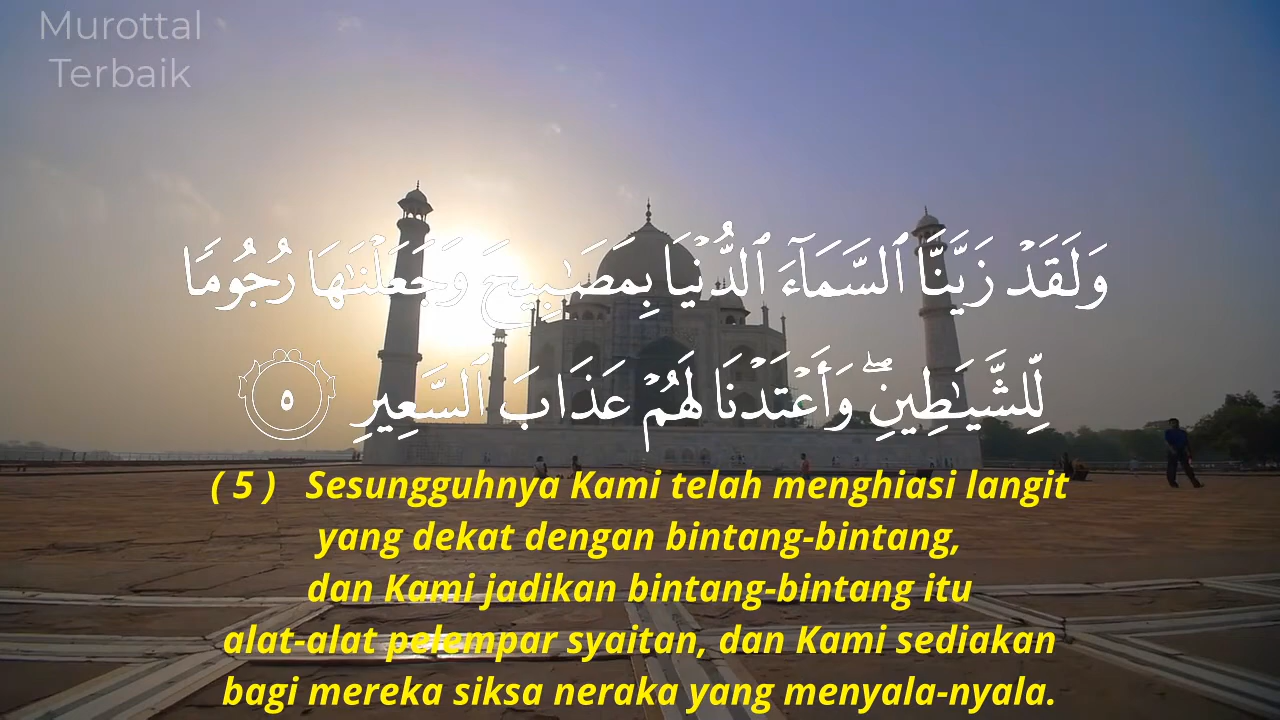 Murottal
Terbaik
وَلَقَدْ زَيَّنَّا ٱلسَّمَآءَ ٱلدُّنْيَا بِمَصَـٰبِيحَ وَجَعَلْنَـٰهَا رُجُومًا
لِّلشَّيَـٰطِينِ ۖ وَأَعْتَدْنَا لَهُمْ عَذَابَ ٱلسَّعِيرِ ٥
( 5 ) Sesungguhnya Kami telah menghiasi langit
yang dekat dengan bintang-bintang,
dan Kami jadikan bintang-bintang itu
alat-alat pelempar syaitan, dan Kami sediakan
bagi mereka siksa neraka yang menyala-nyala.